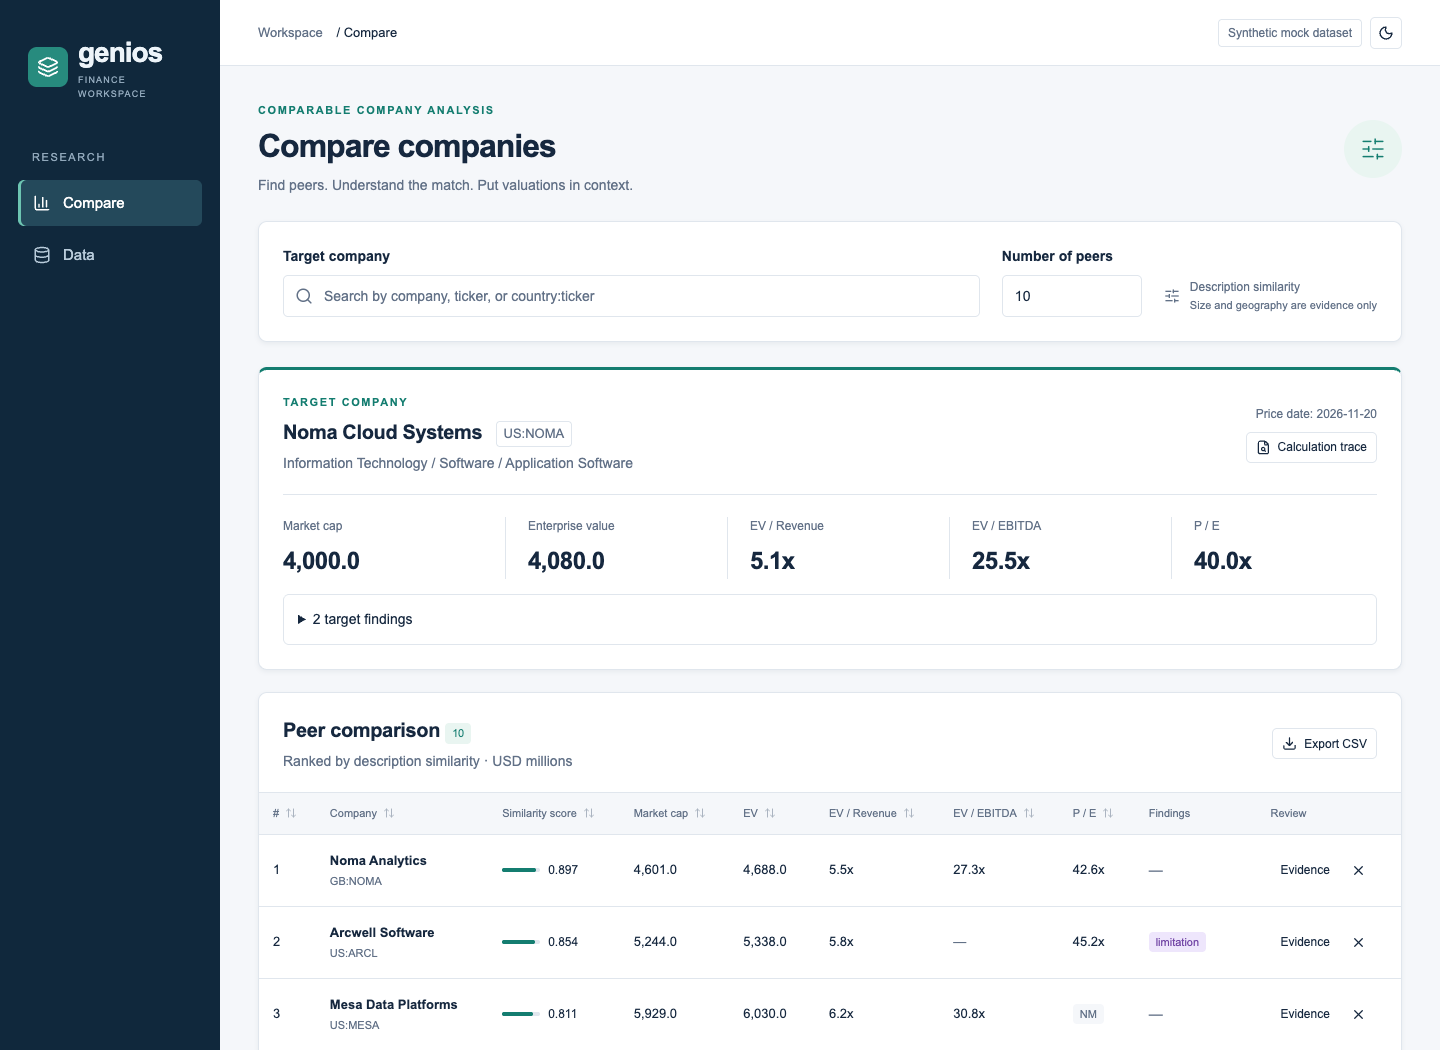 genios
FINANCE
WORKSPACE
RESEARCH
Compare
Data
Workspace / Compare
Synthetic mock dataset
COMPARABLE COMPANY ANALYSIS
Compare companies
Find peers. Understand the match. Put valuations in context.
Target company
Search by company, ticker, or country:ticker
Number of peers
10
Description similarity
Size and geography are evidence only
TARGET COMPANY
Noma Cloud Systems US:NOMA
Information Technology / Software / Application Software
Price date: 2026-11-20
Calculation trace
Market cap Enterprise value EV / Revenue EV / EBITDA P / E
4,000.0 4,080.0 5.1x 25.5x 40.0x
2 target findings
Peer comparison 10
Ranked by description similarity · USD millions
Export CSV
# Company Similarity score Market cap EV EV / Revenue EV / EBITDA P / E Findings Review
1 Noma Analytics 0.897 4,601.0 4,688.0 5.5x 27.3x 42.6x — Evidence
GB:NOMA
2 Arcwell Software 0.854 5,244.0 5,338.0 5.8x — 45.2x limitation Evidence
US:ARCL
3 Mesa Data Platforms 0.811 5,929.0 6,030.0 6.2x 30.8x NM — Evidence
US:MESA